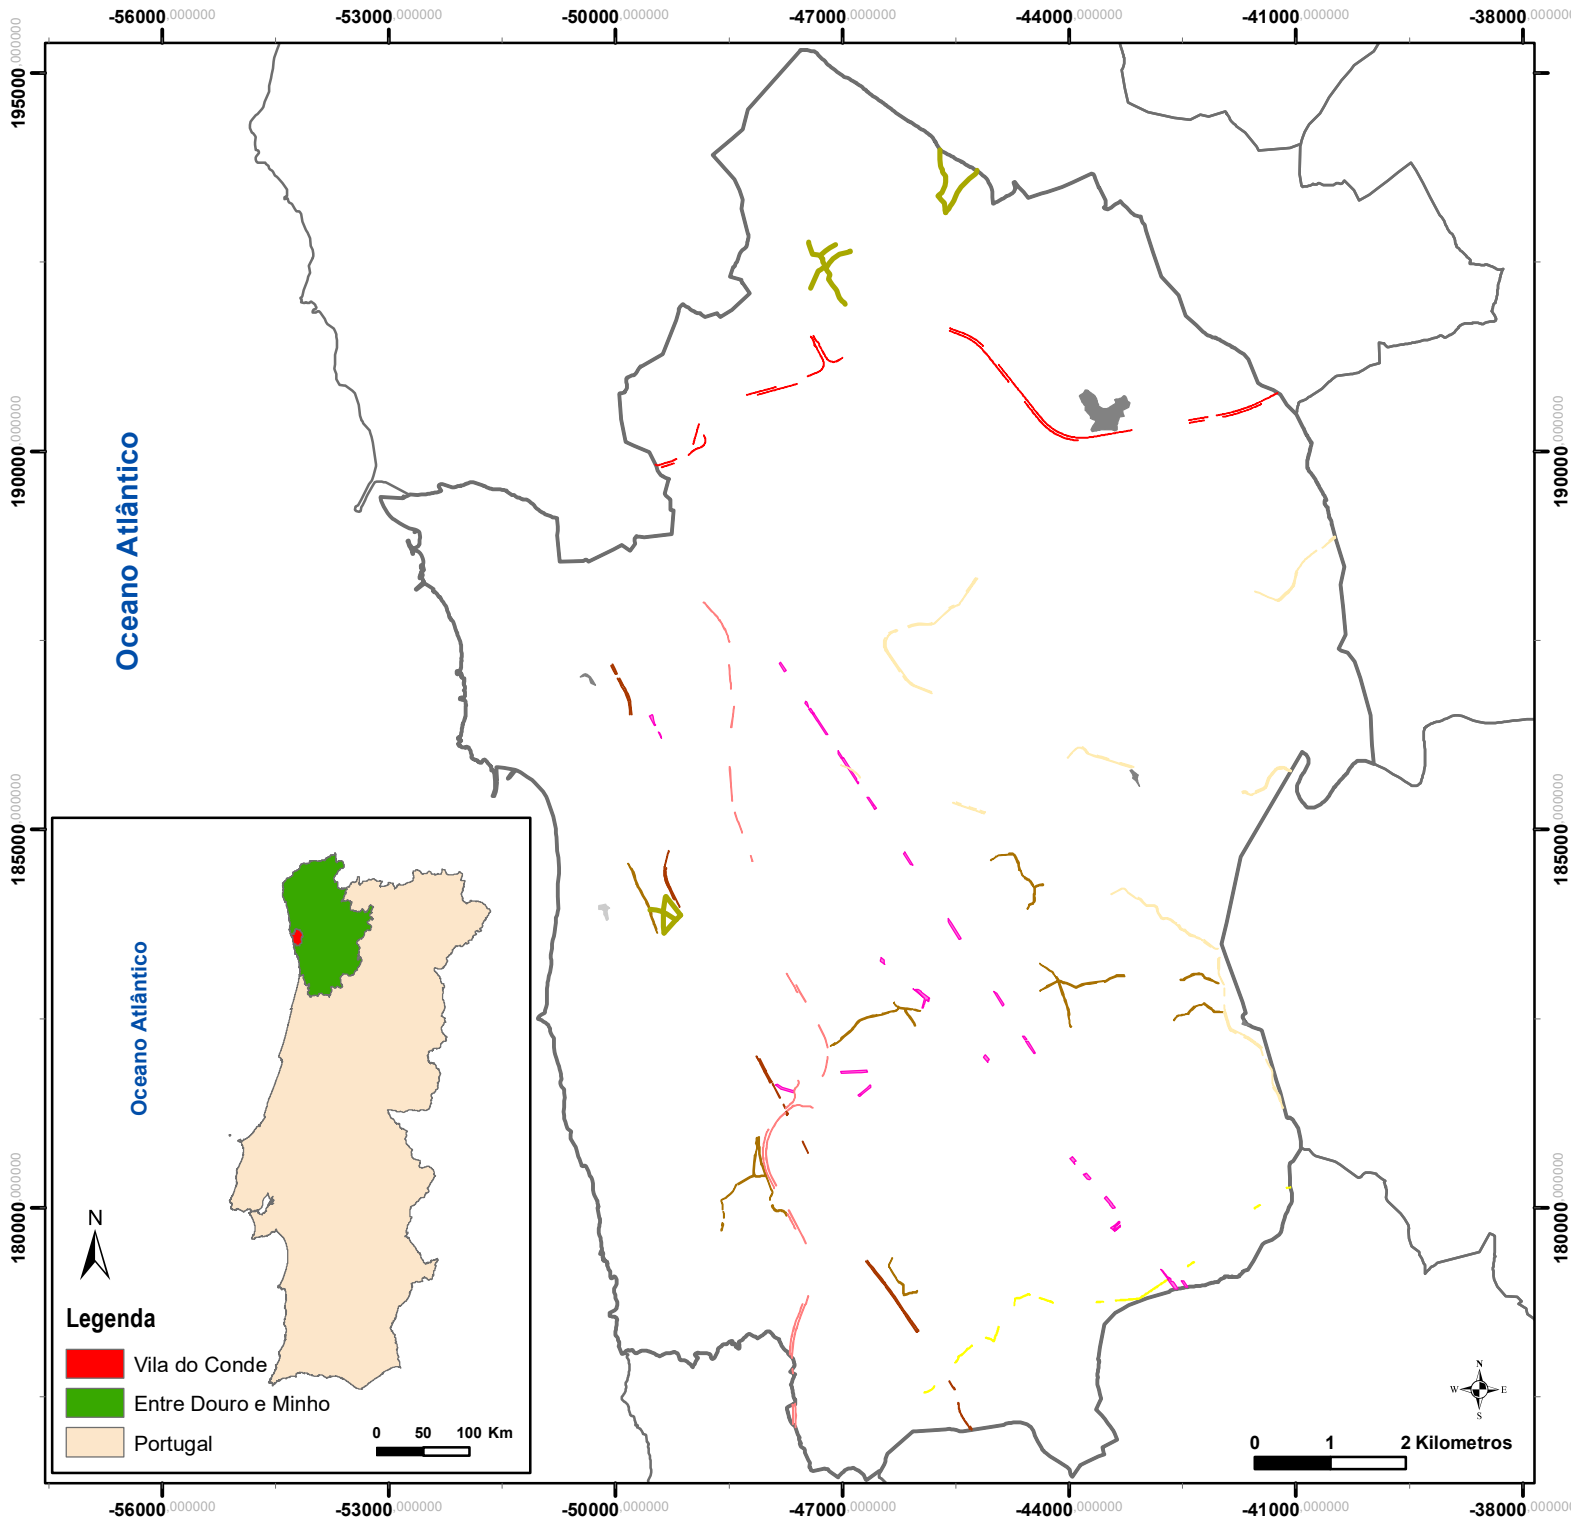 -56000,000000 -53000,000000 -50000,000000 -47000,000000 -44000,000000 -41000,000000 -38000,000000
195000,000000
190000,000000
185000,000000
180000,000000
195000,000000
190000,000000
185000,000000
180000,000000
Oceano Atlântico
Oceano Atlântico
N
Legenda
Vila do Conde
Entre Douro e Minho
Portugal
0 50 100 Km
N
W E
S
0 1 2 Kilometros
-56000,000000 -53000,000000 -50000,000000 -47000,000000 -44000,000000 -41000,000000 -38000,000000